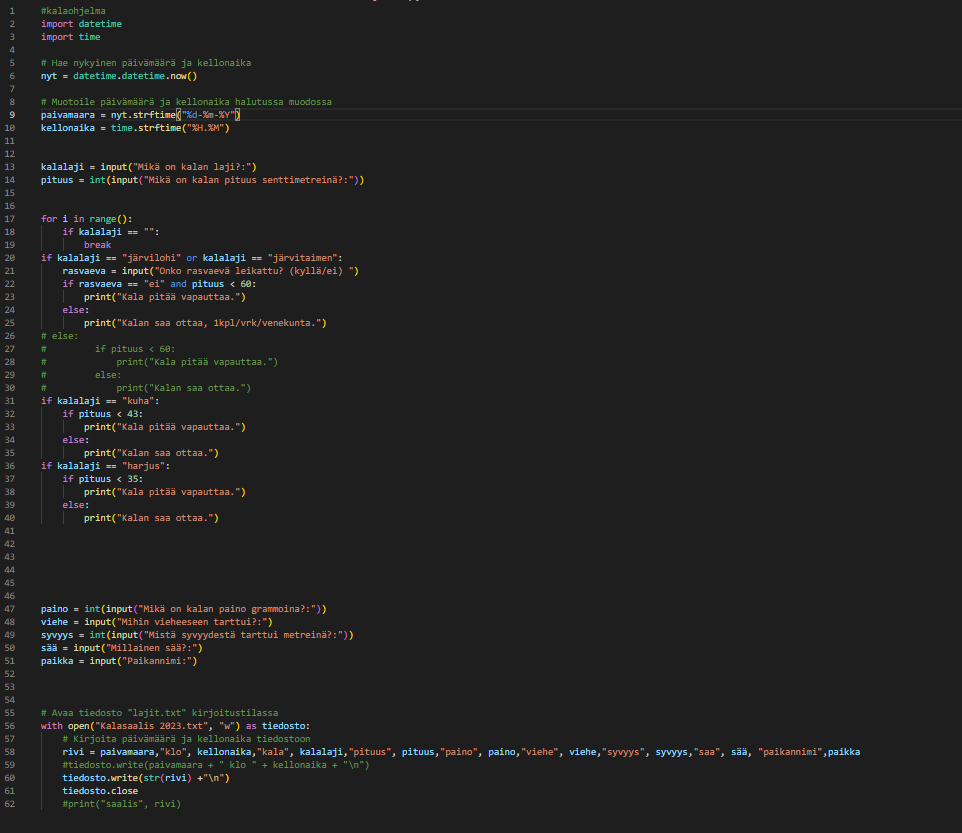 1 #kalaohjelma
2 import datetime
3 import time
4
5 # Hae nykyinen päivämäärä ja kellonaika
6 nyt = datetime.datetime.now()
7
8 # Muotoile päivämäärä ja kellonaika halutussa muodossa
9 paivamaara = nyt.strftime("%d-%m-%Y")
10 kellonaika = time.strftime("%H.%M")
11
12
13 kalalaji = input("Mikä on kalan laji?:")
14 pituus = int(input("Mikä on kalan pituus senttimetreinä?:"))
15
16
17 for i in range():
18     if kalalaji == "":
19         break
20 if kalalaji == "järvilohi" or kalalaji == "järvitaimen":
21     rasvaeva = input("Onko rasvaevä leikattu? (kyllä/ei) ")
22     if rasvaeva == "ei" and pituus < 60:
23         print("Kala pitää vapauttaa.")
24     else:
25         print("Kalan saa ottaa, 1kpl/vrk/venekunta.")
26 # else:
27 #         if pituus < 60:
28 #             print("Kala pitää vapauttaa.")
29 #         else:
30 #             print("Kalan saa ottaa.")
31 if kalalaji == "kuha":
32     if pituus < 43:
33         print("Kala pitää vapauttaa.")
34     else:
35         print("Kalan saa ottaa.")
36 if kalalaji == "harjus":
37     if pituus < 35:
38         print("Kala pitää vapauttaa.")
39     else:
40         print("Kalan saa ottaa.")
41
42
43
44
45
46
47 paino = int(input("Mikä on kalan paino grammoina?:"))
48 viehe = input("Mihin vieheeseen tarttui?:")
49 syvyys = int(input("Mistä syvyydestä tarttui metreinä?:"))
50 sää = input("Millainen sää?:")
51 paikka = input("Paikannimi:")
52
53
54
55 # Avaa tiedosto "lajit.txt" kirjoitustilassa
56 with open("Kalasaalis 2023.txt", "w") as tiedosto:
57     # Kirjoita päivämäärä ja kellonaika tiedostoon
58     rivi = paivamaara,"klo", kellonaika,"kala", kalalaji,"pituus", pituus,"paino", paino,"viehe", viehe,"syvyys", syvyys,"saa", sää, "paikannimi",paikka
59     #tiedosto.write(paivamaara + " klo " + kellonaika + "\n")
60     tiedosto.write(str(rivi) +"\n")
61     tiedosto.close
62     #print("saalis", rivi)